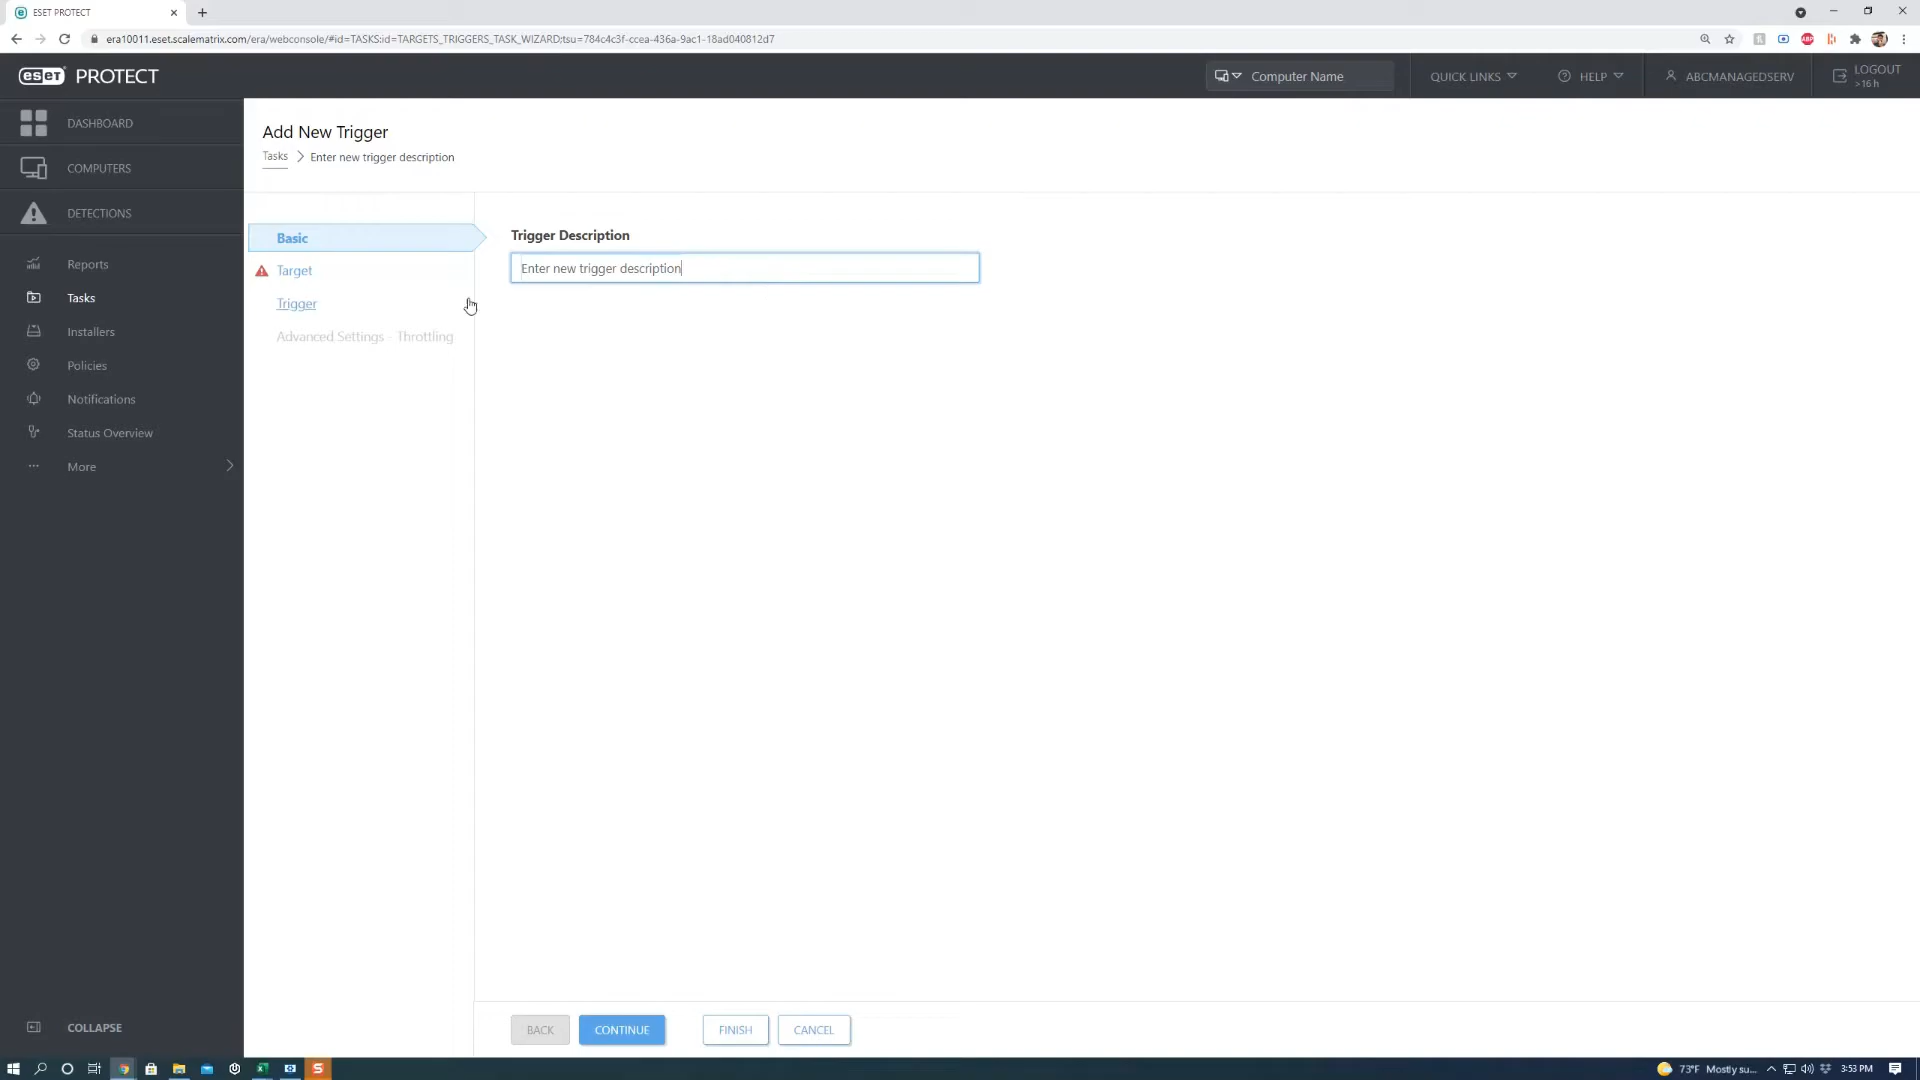 ESET PROTECT
era10011.eset.scalematrix.com/era/webconsole/#id=TASKS:id=TARGETS_TRIGGERS_TASK_WIZARD;tsu=784c4c3f-ccea-436a-9ac1-18ad040812d7
ABP
eseT PROTECT
Computer Name
QUICK LINKS
HELP
ABCMANAGEDSERV
LOGOUT
>16 h
DASHBOARD
COMPUTERS
DETECTIONS
Reports
Tasks
Installers
Policies
Notifications
Status Overview
More
COLLAPSE
Add New Trigger
Tasks > Enter new trigger description
Basic
Target
Trigger
Advanced Settings - Throttling
Trigger Description
Enter new trigger description
BACK
CONTINUE
FINISH
CANCEL
73°F Mostly su...
3:53 PM